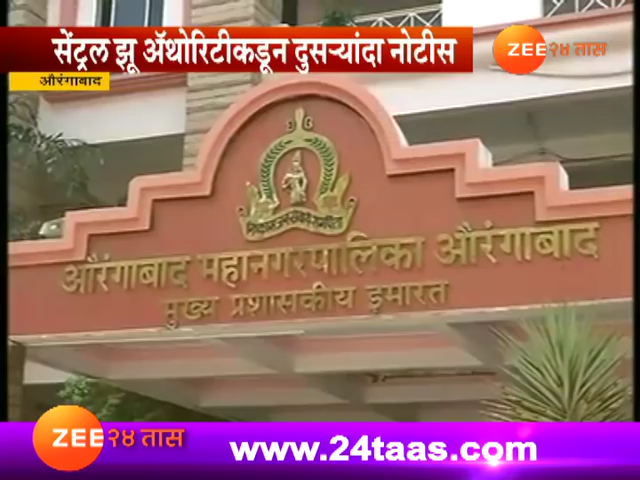 सेंट्रल झू ॲथोरिटीकडून दुसऱ्यांदा नोटीस
ZEE २४ तास
औरंगाबाद
औरंगाबाद महानगरपालिका औरंगाबाद
मुख्य प्रशासकीय इमारत
ZEE २४ तास
www.24taas.com